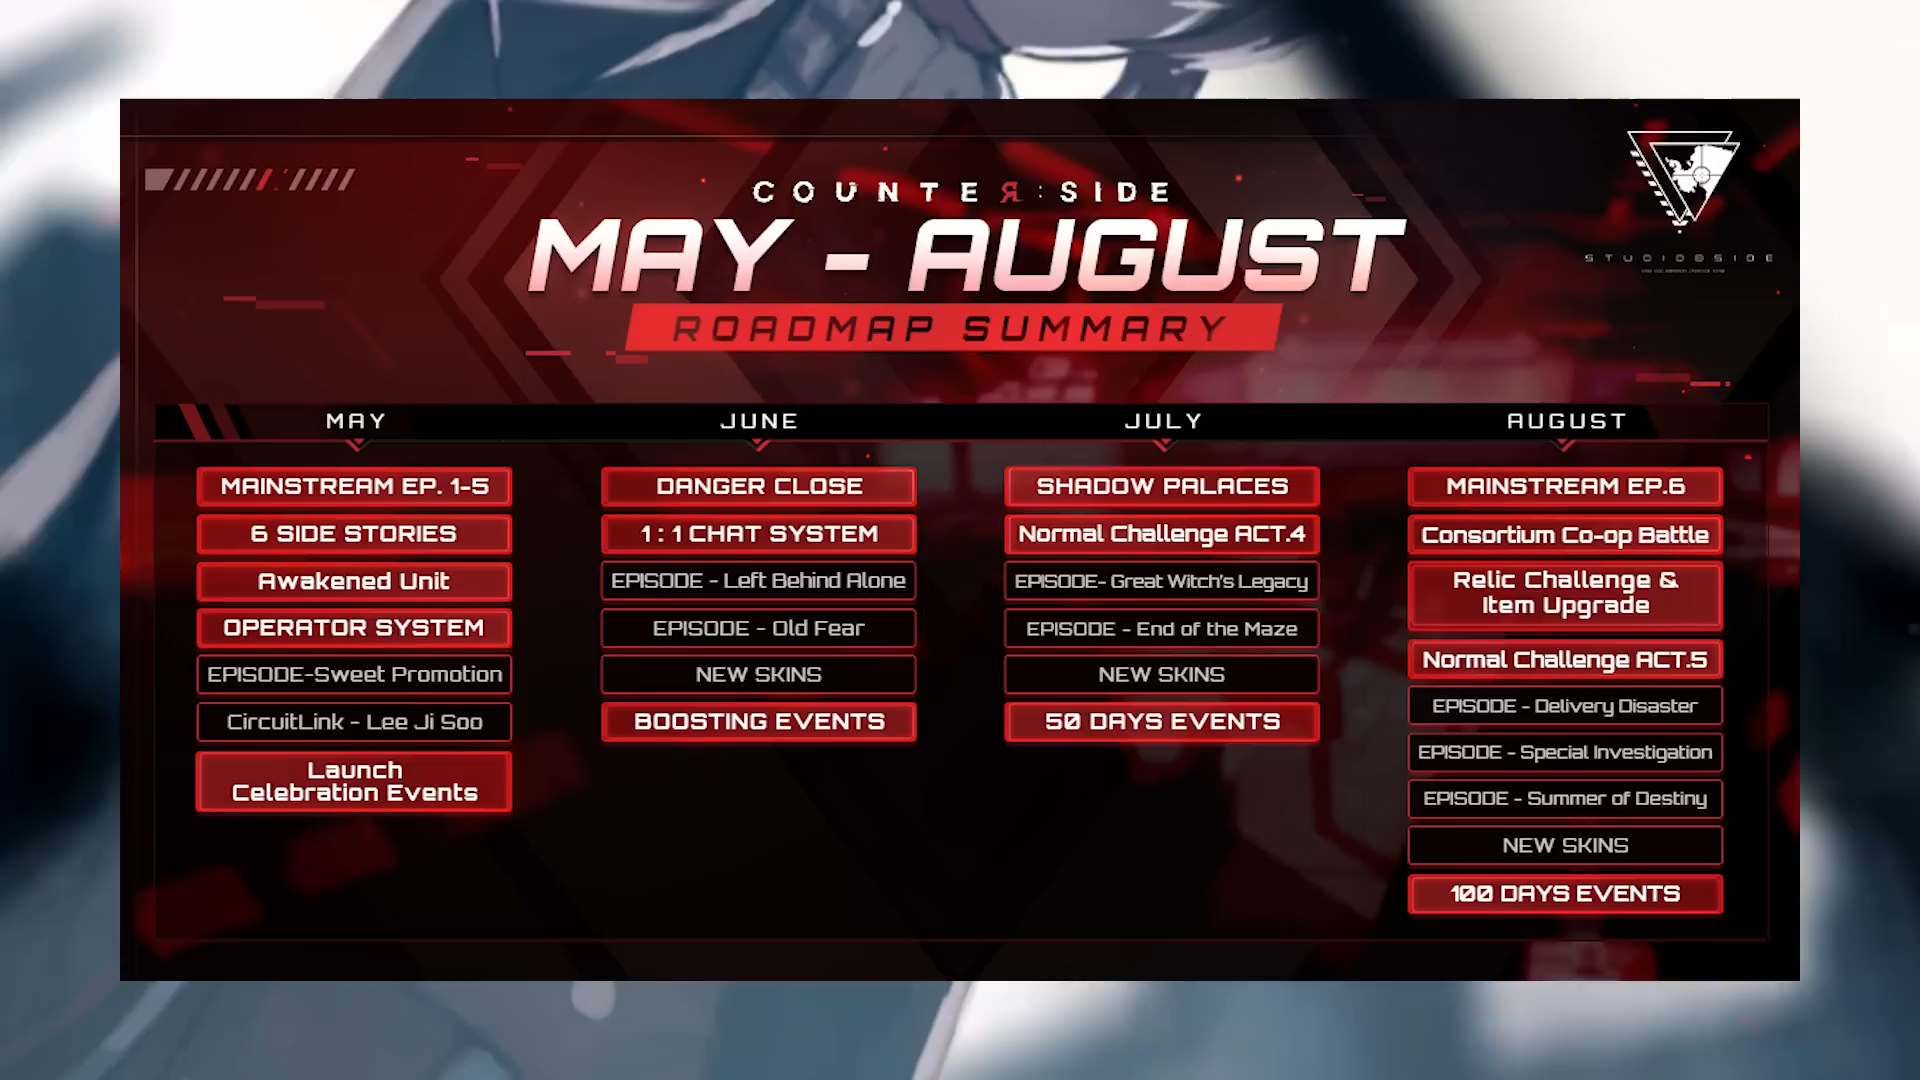 COUNTER:SIDE
MAY - AUGUST
ROADMAP SUMMARY
STUDIOBSIDE
MAY
JUNE
JULY
AUGUST
MAINSTREAM EP. 1-5
6 SIDE STORIES
Awakened Unit
OPERATOR SYSTEM
EPISODE-Sweet Promotion
CircuitLink - Lee Ji Soo
Launch
Celebration Events
DANGER CLOSE
1 : 1 CHAT SYSTEM
EPISODE - Left Behind Alone
EPISODE - Old Fear
NEW SKINS
BOOSTING EVENTS
SHADOW PALACES
Normal Challenge ACT.4
EPISODE- Great Witch's Legacy
EPISODE - End of the Maze
NEW SKINS
50 DAYS EVENTS
MAINSTREAM EP.6
Consortium Co-op Battle
Relic Challenge &
Item Upgrade
Normal Challenge ACT.5
EPISODE - Delivery Disaster
EPISODE - Special Investigation
EPISODE - Summer of Destiny
NEW SKINS
100 DAYS EVENTS